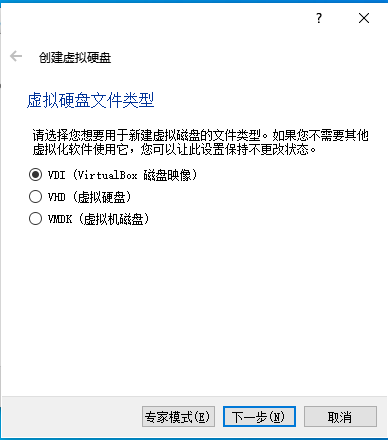 ?
创建虚拟硬盘
虚拟硬盘文件类型
请选择您想要用于新建虚拟磁盘的文件类型。如果您不需要其他
虚拟化软件使用它，您可以让此设置保持不更改状态。
VDI (VirtualBox 磁盘映像)
VHD (虚拟硬盘)
VMDK (虚拟机磁盘)
专家模式(E) 下一步(N) 取消